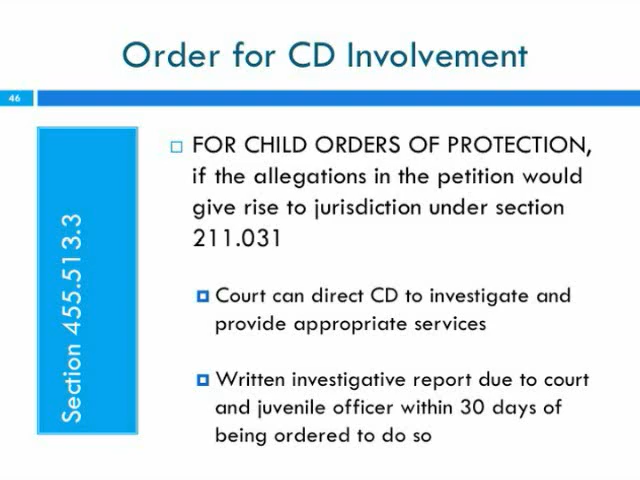 Order for CD Involvement
46
Section 455.513.3
FOR CHILD ORDERS OF PROTECTION,
if the allegations in the petition would
give rise to jurisdiction under section
211.031
Court can direct CD to investigate and
provide appropriate services
Written investigative report due to court
and juvenile officer within 30 days of
being ordered to do so